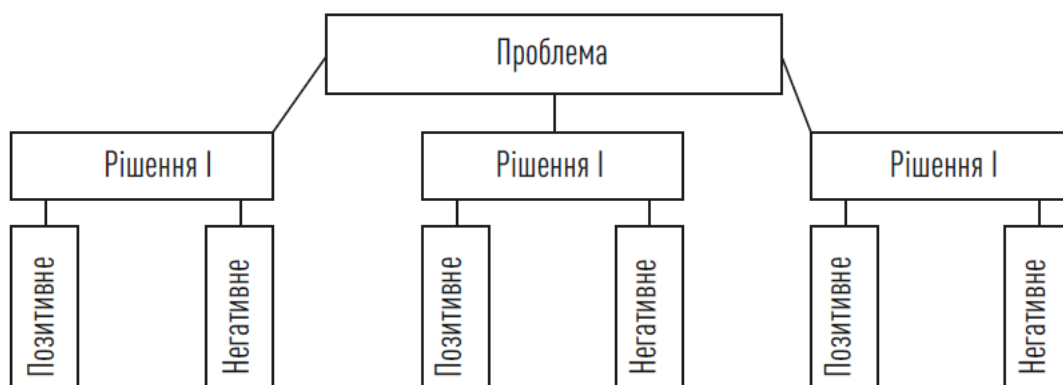 Проблема
Рішення І
Рішення І
Рішення І
Позитивне
Негативне
Позитивне
Негативне
Позитивне
Негативне